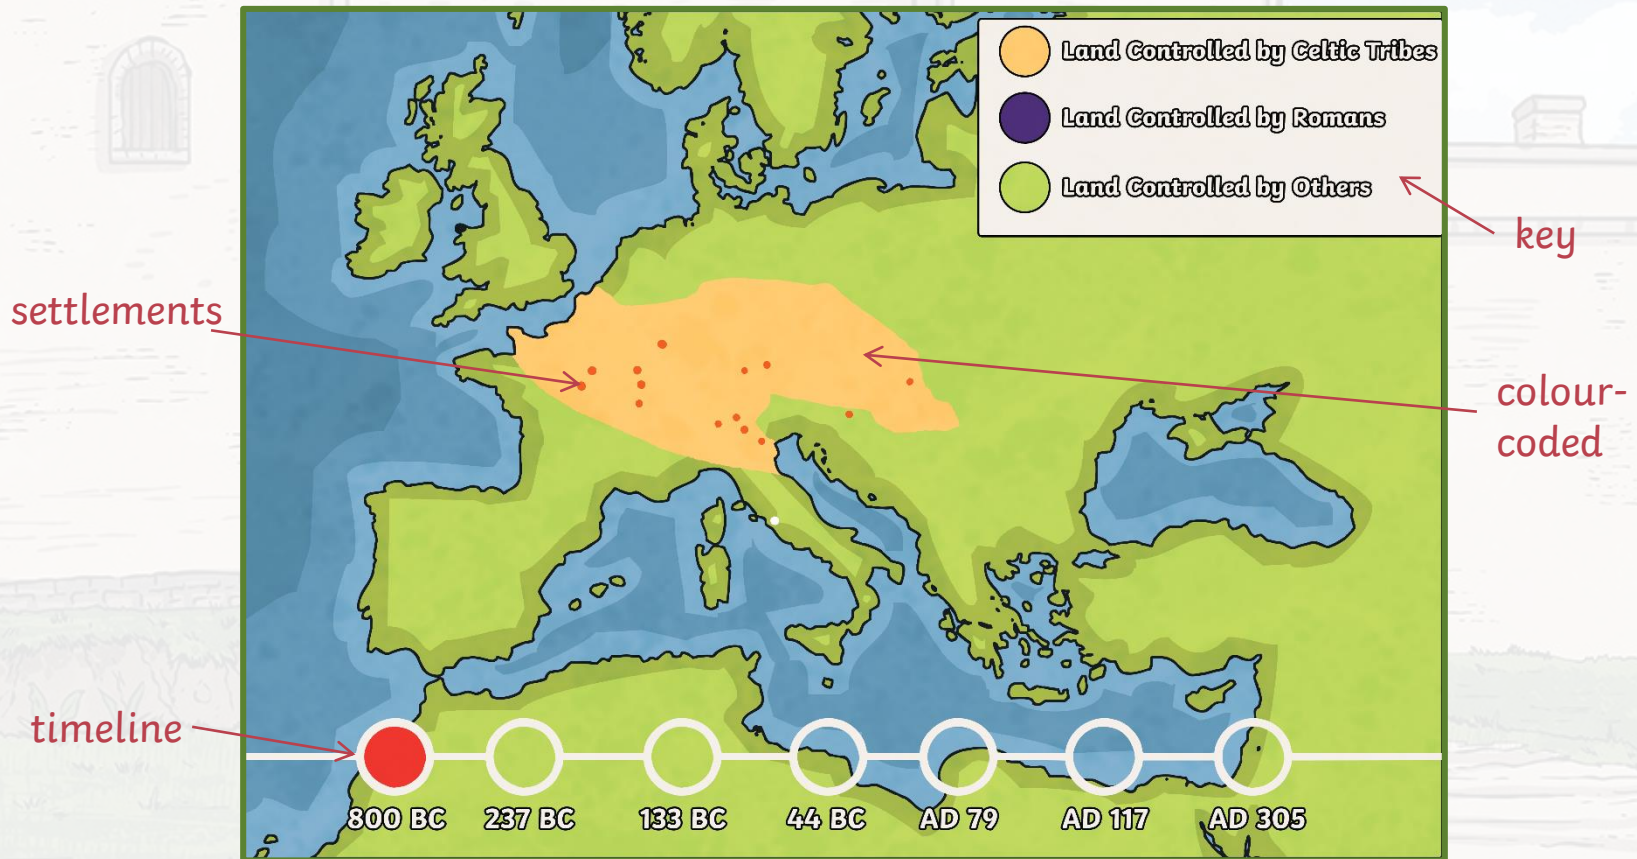 Land Controlled by Celtic Tribes
Land Controlled by Romans
Land Controlled by Others
key
settlements
colour-
coded
timeline
800 BC
237 BC
133 BC
44 BC
AD 79
AD 117
AD 305